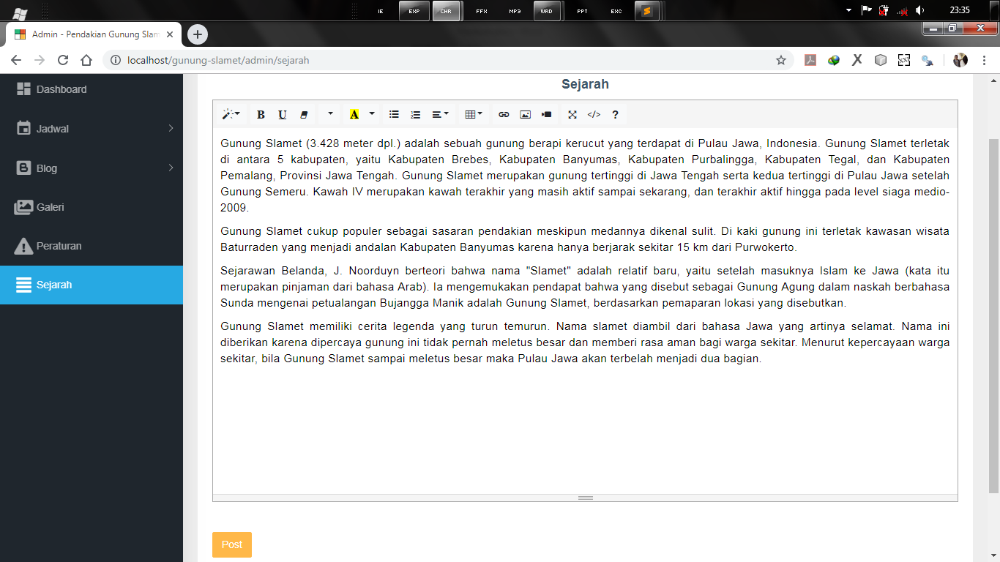 IE EXP CHR FFX MP3 WRD PPT EXC 23:35
Admin - Pendakian Gunung Slam
localhost/gunung-slamet/admin/sejarah
Dashboard
Jadwal
Blog
Galeri
Peraturan
Sejarah
Sejarah
B U A </> ?
Gunung Slamet (3.428 meter dpl.) adalah sebuah gunung berapi kerucut yang terdapat di Pulau Jawa, Indonesia. Gunung Slamet terletak
di antara 5 kabupaten, yaitu Kabupaten Brebes, Kabupaten Banyumas, Kabupaten Purbalingga, Kabupaten Tegal, dan Kabupaten
Pemalang, Provinsi Jawa Tengah. Gunung Slamet merupakan gunung tertinggi di Jawa Tengah serta kedua tertinggi di Pulau Jawa setelah
Gunung Semeru. Kawah IV merupakan kawah terakhir yang masih aktif sampai sekarang, dan terakhir aktif hingga pada level siaga medio-
2009.
Gunung Slamet cukup populer sebagai sasaran pendakian meskipun medannya dikenal sulit. Di kaki gunung ini terletak kawasan wisata
Baturraden yang menjadi andalan Kabupaten Banyumas karena hanya berjarak sekitar 15 km dari Purwokerto.
Sejarawan Belanda, J. Noorduyn berteori bahwa nama "Slamet" adalah relatif baru, yaitu setelah masuknya Islam ke Jawa (kata itu
merupakan pinjaman dari bahasa Arab). Ia mengemukakan pendapat bahwa yang disebut sebagai Gunung Agung dalam naskah berbahasa
Sunda mengenai petualangan Bujangga Manik adalah Gunung Slamet, berdasarkan pemaparan lokasi yang disebutkan.
Gunung Slamet memiliki cerita legenda yang turun temurun. Nama slamet diambil dari bahasa Jawa yang artinya selamat. Nama ini
diberikan karena dipercaya gunung ini tidak pernah meletus besar dan memberi rasa aman bagi warga sekitar. Menurut kepercayaan warga
sekitar, bila Gunung Slamet sampai meletus besar maka Pulau Jawa akan terbelah menjadi dua bagian.
Post